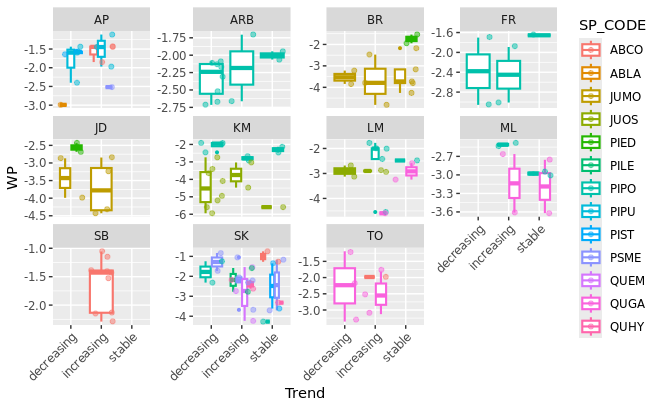 AP ARB BR FR
-1.5 -2.0 -2.5 -3.0
-1.75 -2.00 -2.25 -2.50 -2.75
-2 -3 -4
-1.6 -2.0 -2.4 -2.8
JD KM LM ML
-2.5 -3.0 -3.5 -4.0 -4.5
-2 -3 -4 -5 -6
-2 -3 -4
-2.7 -3.0 -3.3 -3.6
SB SK TO
-1.0 -1.5 -2.0
-1 -2 -3 -4
-1.5 -2.0 -2.5 -3.0
decreasing increasing stable
decreasing increasing stable
decreasing increasing stable
decreasing increasing stable
WP
Trend
SP_CODE
ABCO
ABLA
JUMO
JUOS
PIED
PILE
PIPO
PIPU
PIST
PSME
QUEM
QUGA
QUHY